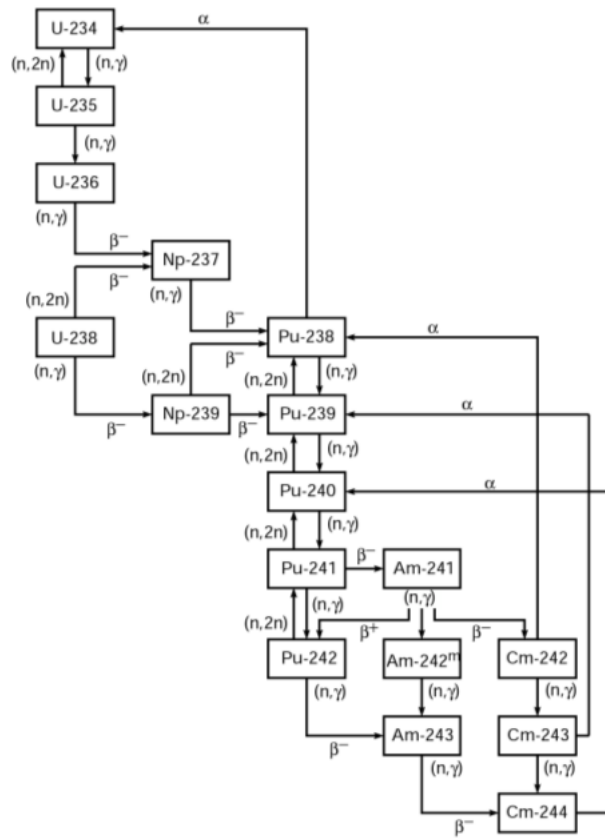 U-234
α
(n,2n)
(n,γ)
U-235
(n,γ)
U-236
(n,γ)
β⁻
Np-237
β⁻
(n,2n)
(n,γ)
U-238
β⁻
Pu-238
α
(n,γ)
β⁻
(n,2n)
(n,2n)
(n,γ)
β⁻
Np-239
β⁻
Pu-239
α
(n,2n)
(n,γ)
Pu-240
α
(n,2n)
(n,γ)
Pu-241
β⁻
Am-241
(n,γ)
(n,γ)
(n,2n)
β⁺
β⁻
Pu-242
Am-242ᵐ
Cm-242
(n,γ)
(n,γ)
(n,γ)
β⁻
Am-243
Cm-243
(n,γ)
(n,γ)
β⁻
Cm-244